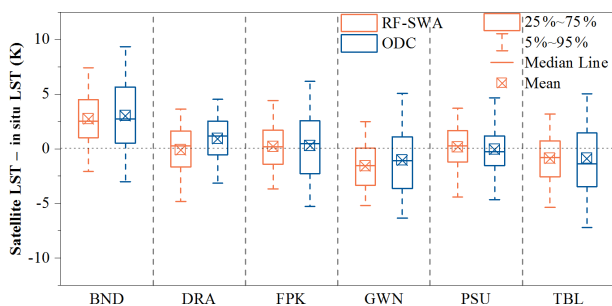 Satellite LST – in situ LST (K)
10
5
0
-5
-10
RF-SWA
ODC
25%~75%
5%~95%
Median Line
Mean
BND DRA FPK GWN PSU TBL